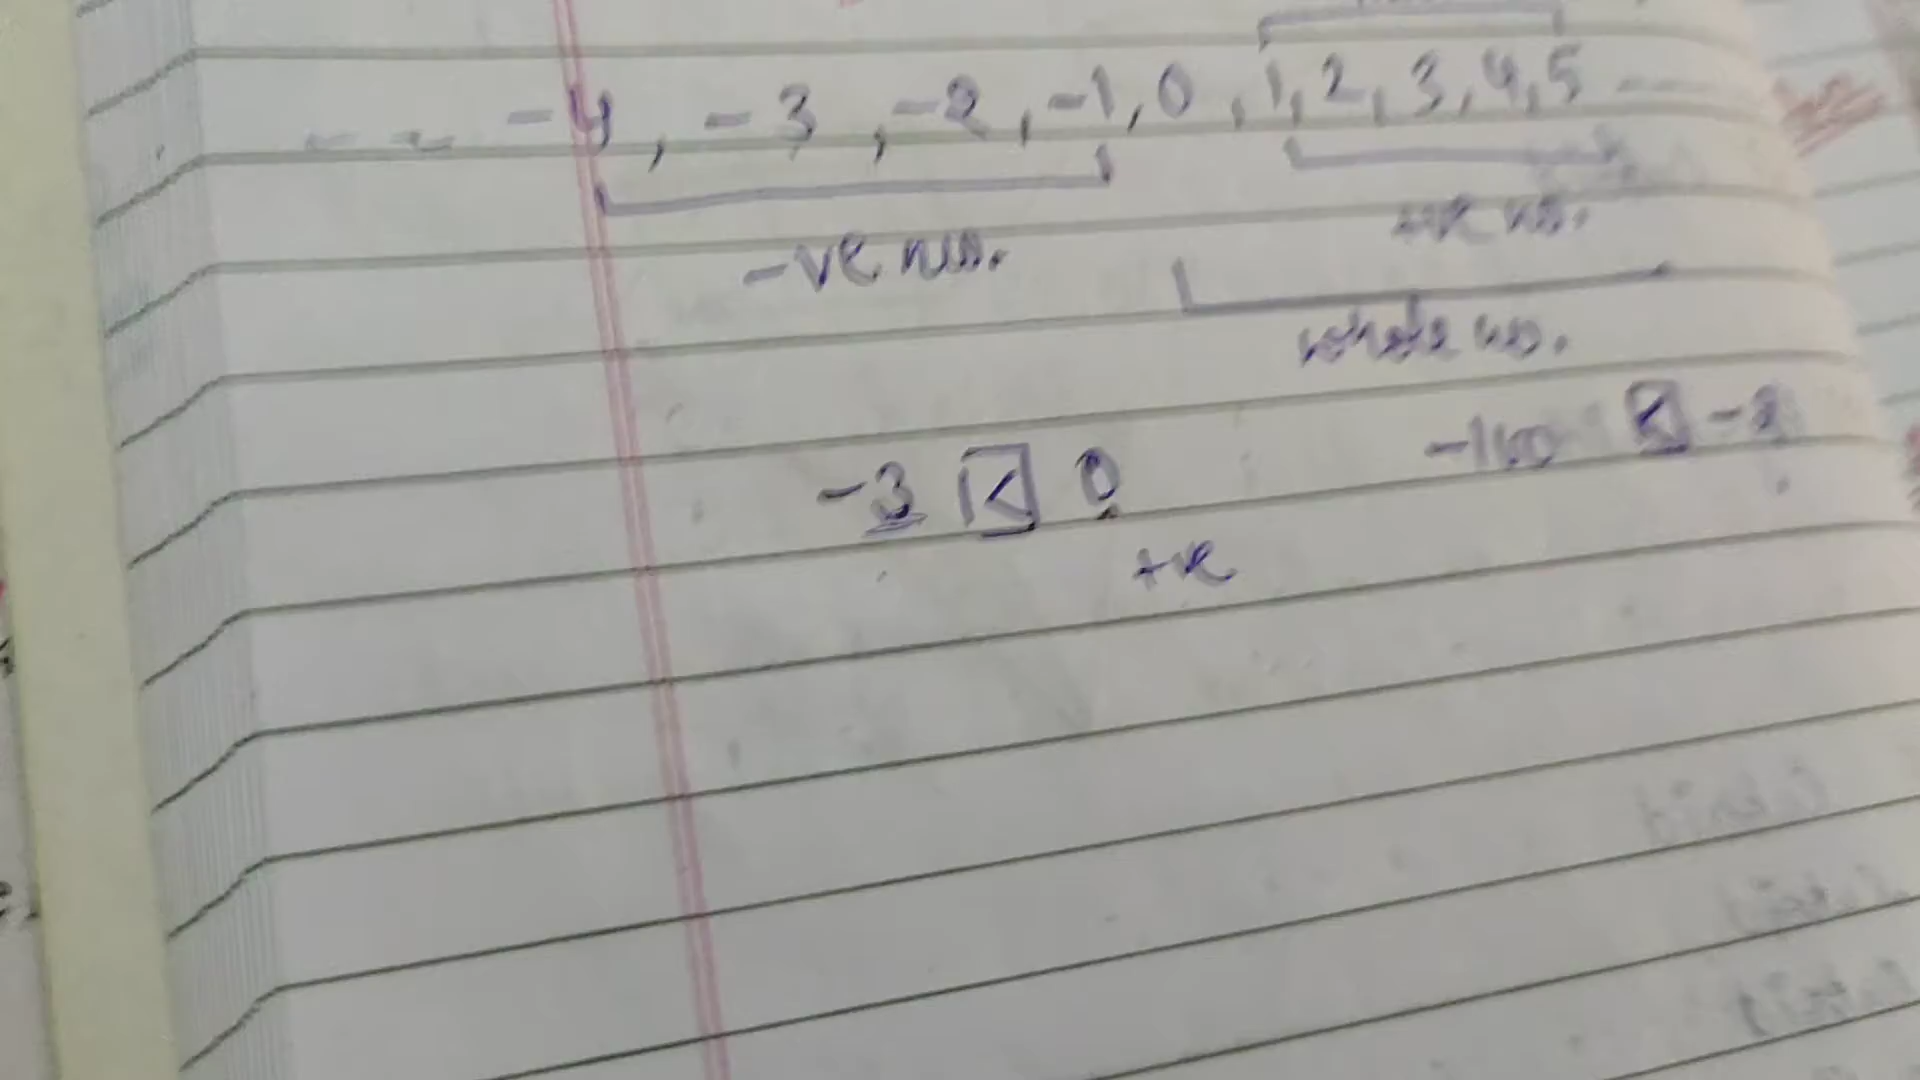 -- -4, -3, -2, -1, 0, 1, 2, 3, 4, 5 --
-ve no. +ve no.
whole no.
-3 < 0 -100 < -2
+ve